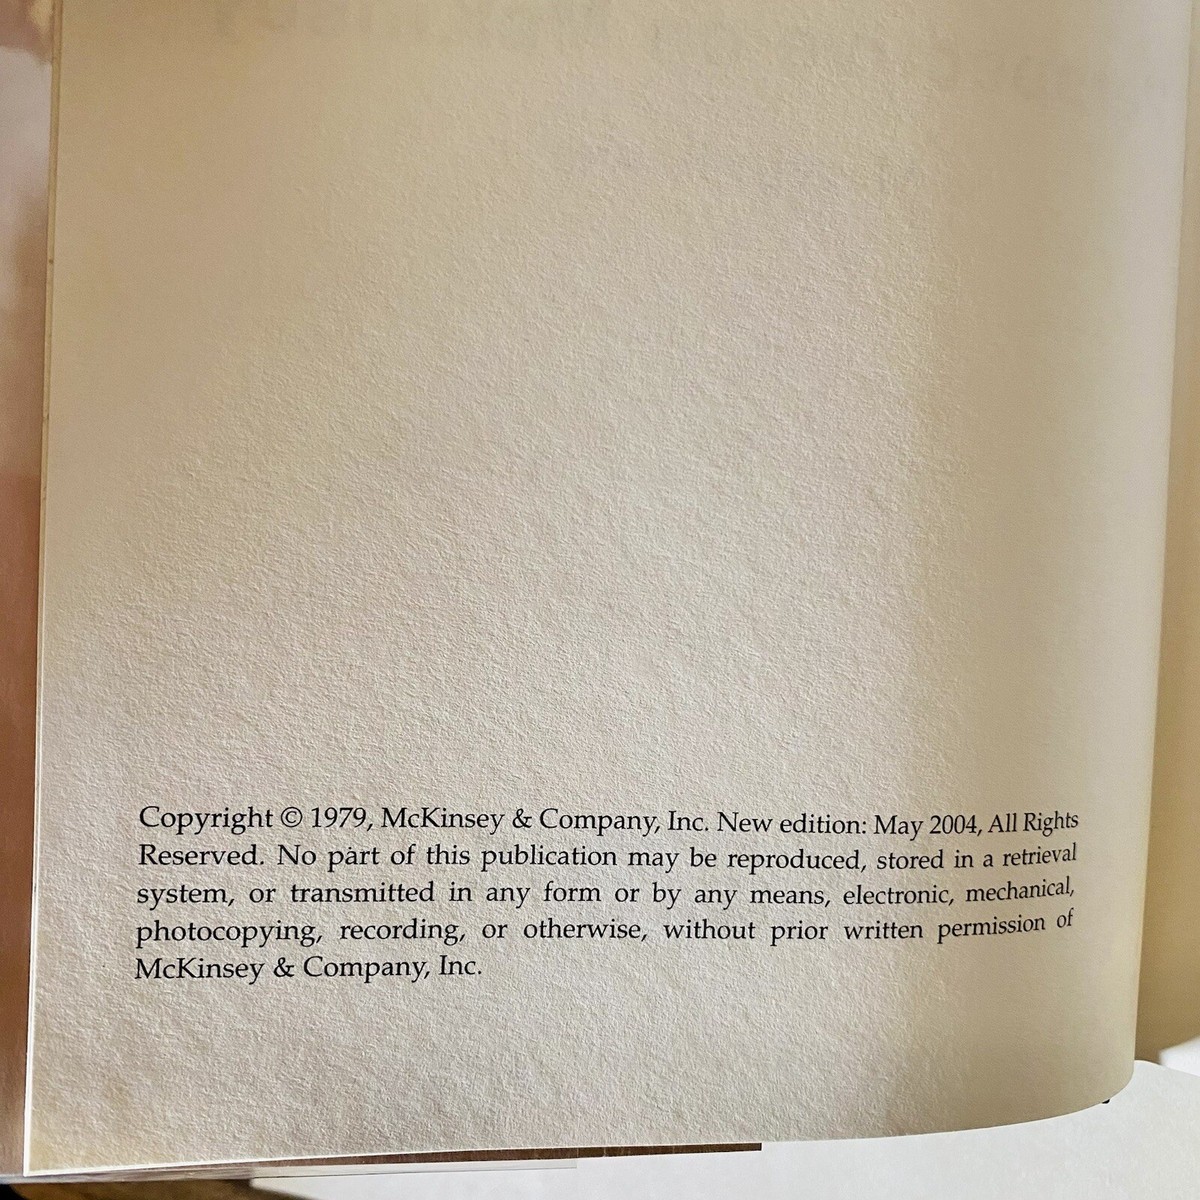 Copyright © 1979, McKinsey & Company, Inc. New edition: May 2004, All Rights
Reserved. No part of this publication may be reproduced, stored in a retrieval
system, or transmitted in any form or by any means, electronic, mechanical,
photocopying, recording, or otherwise, without prior written permission of
McKinsey & Company, Inc.